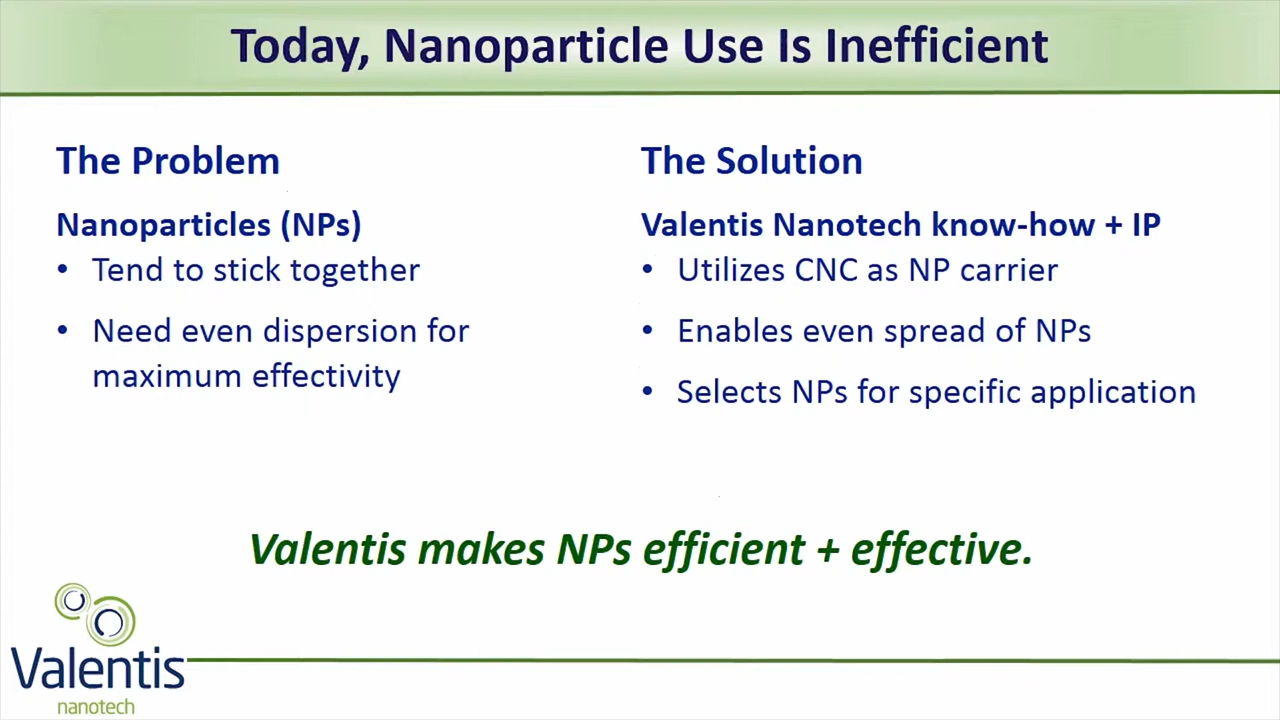 Today, Nanoparticle Use Is Inefficient
The Problem
Nanoparticles (NPs)
• Tend to stick together
• Need even dispersion for
maximum effectivity
The Solution
Valentis Nanotech know-how + IP
• Utilizes CNC as NP carrier
• Enables even spread of NPs
• Selects NPs for specific application
Valentis makes NPs efficient + effective.
Valentis
nanotech